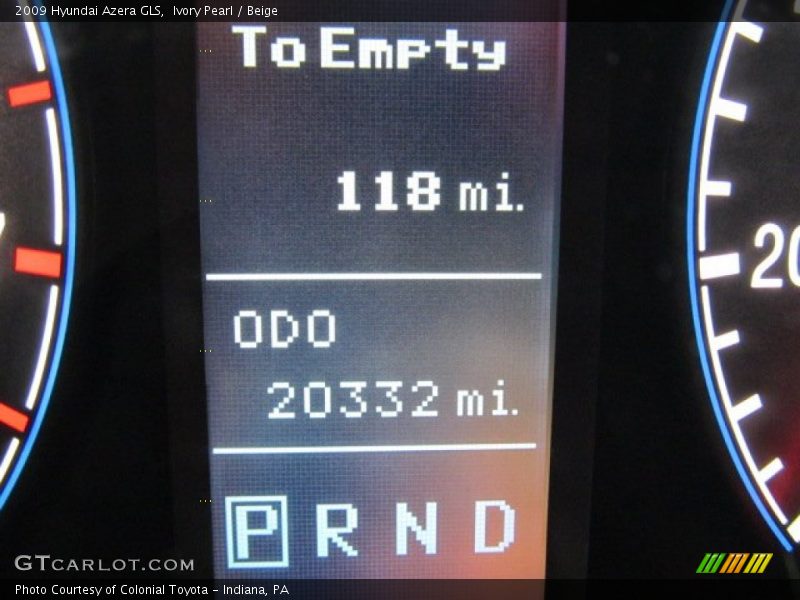 2009 Hyundai Azera GLS,  Ivory Pearl / Beige
To Empty
118 mi.
20
ODO
20332 mi.
P R N D
GTCARLOT.COM
Photo Courtesy of Colonial Toyota - Indiana, PA